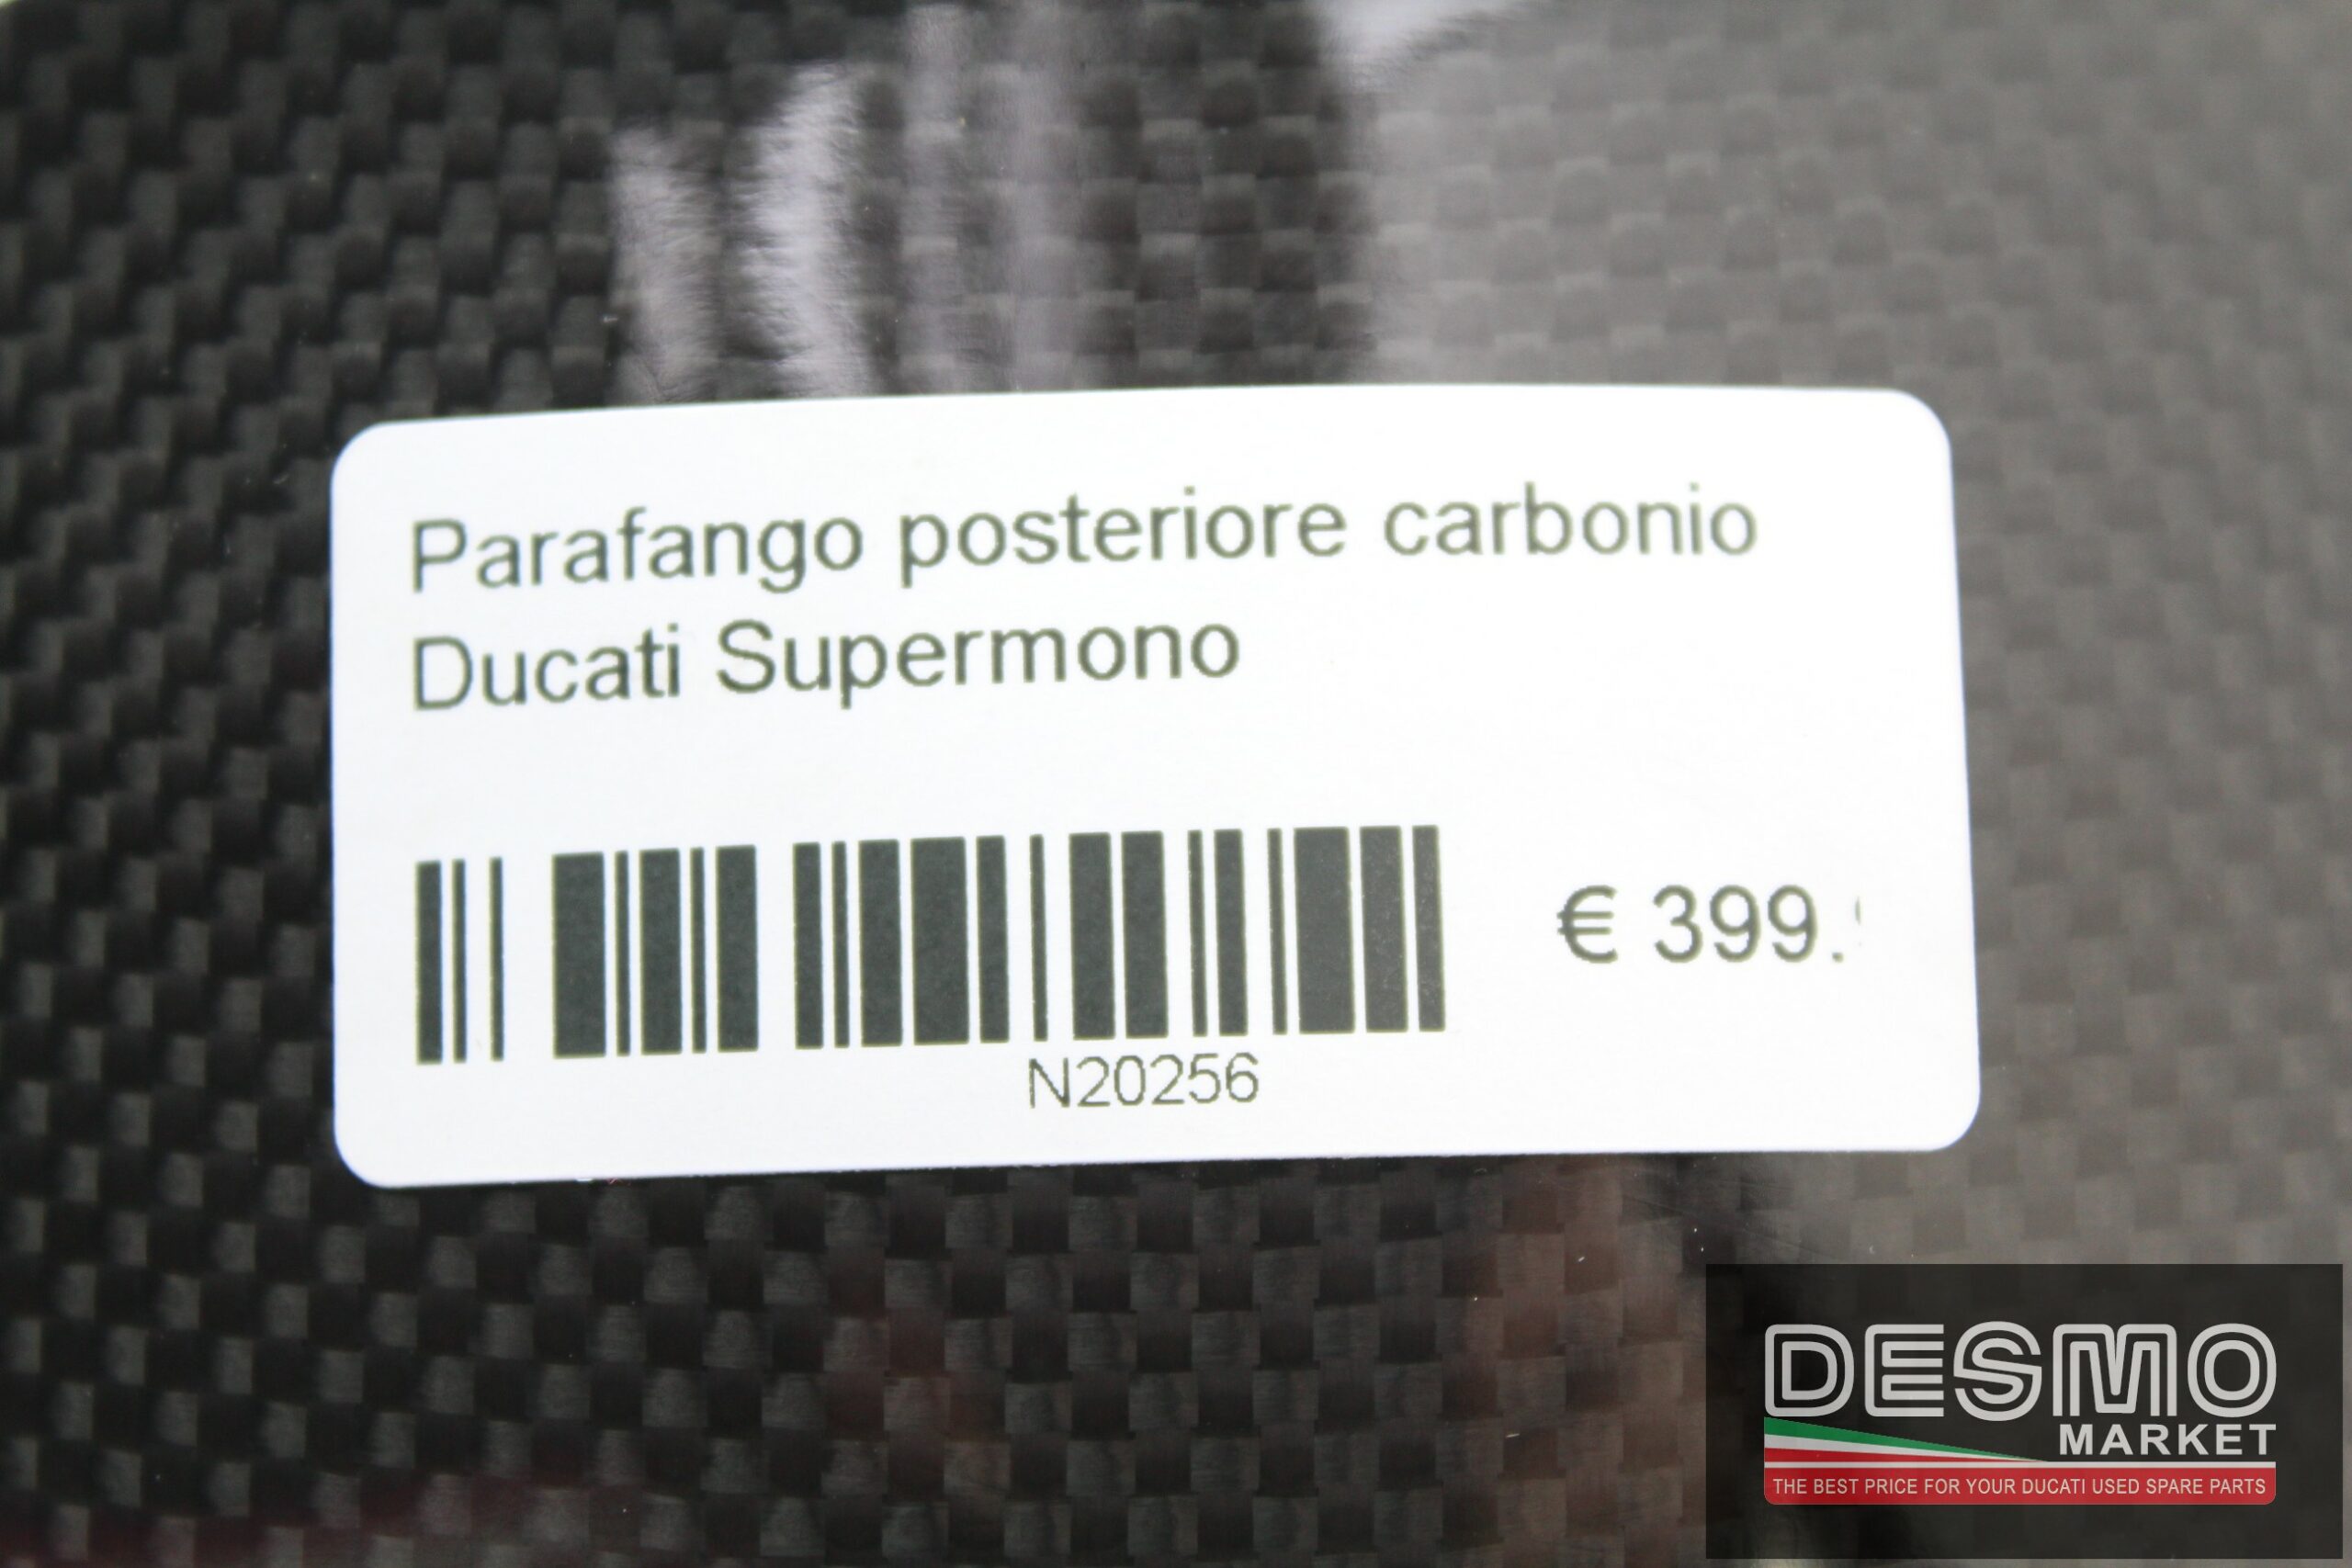 Parafango posteriore carbonio
Ducati Supermono
€ 399.
N20256
DESMO
MARKET
THE BEST PRICE FOR YOUR DUCATI USED SPARE PARTS